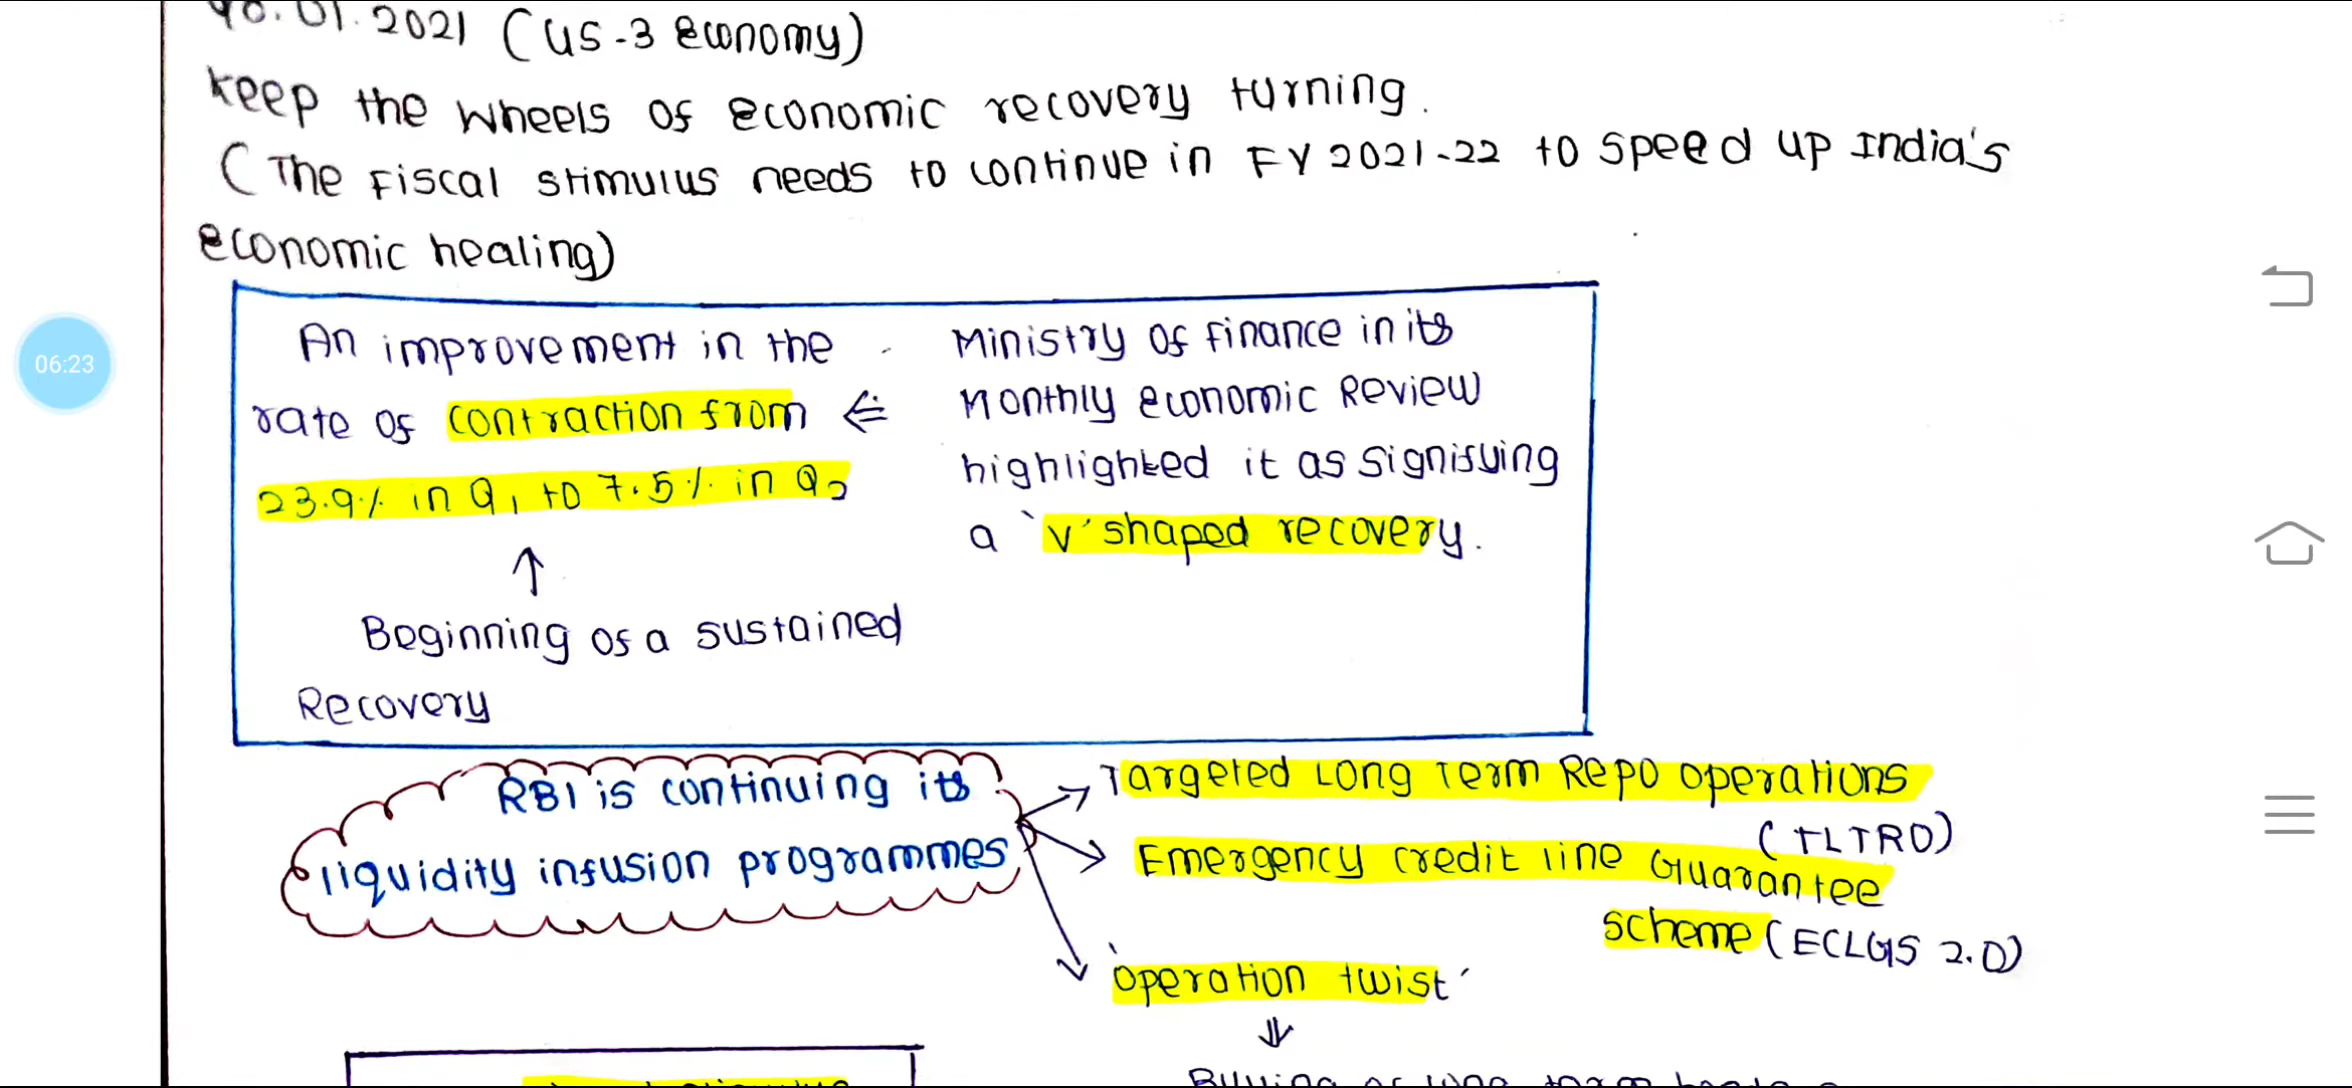 .01.2021 (GS-3 Economy)
Keep the wheels of Economic recovery turning.
(The Fiscal stimulus needs to continue in FY 2021-22 to speed up India's
economic healing)
An improvement in the
rate of contraction from ⇐
23.9% in Q1 to 7.5% in Q2
↑
Beginning of a sustained
Recovery
Ministry of Finance in its
Monthly Economic Review
highlighted it as signifying
a 'V' shaped recovery.
06:23
RBI is continuing its
liquidity infusion programmes
Targeted Long Term Repo Operations
(TLTRO)
Emergency Credit line Guarantee
Scheme (ECLGS 2.0)
'operation twist'
⇓